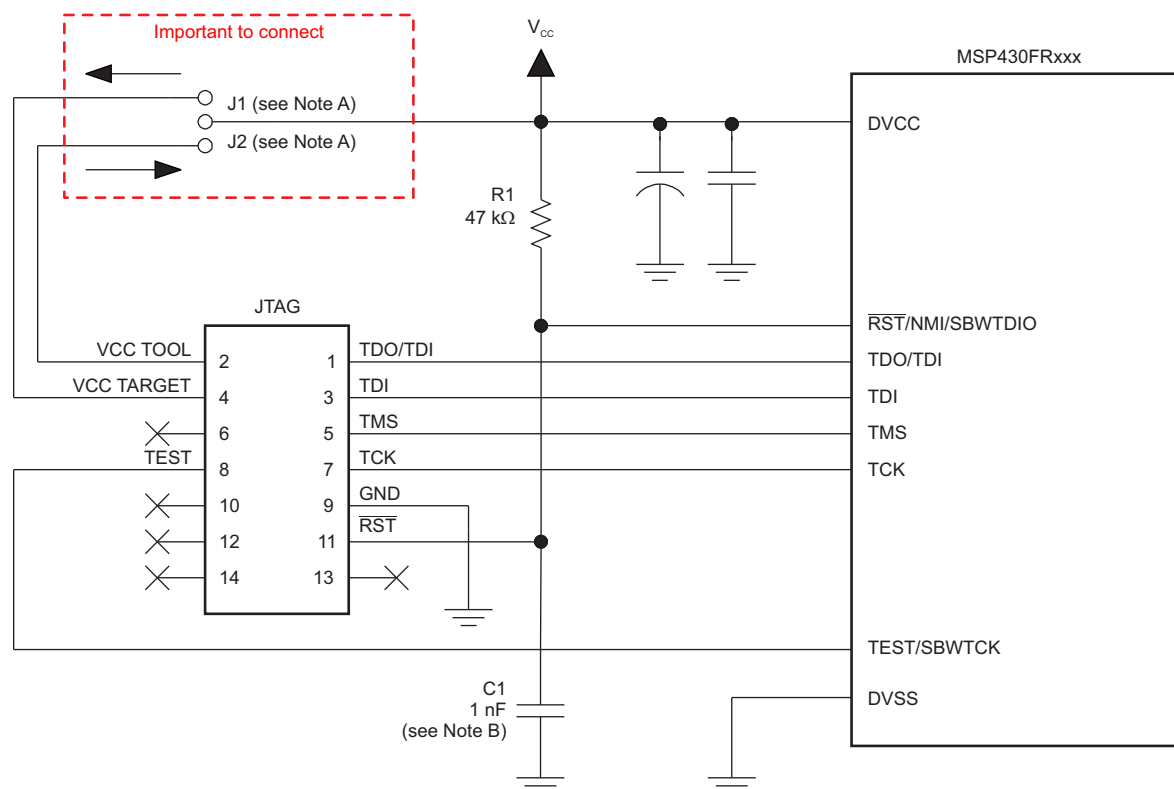 Important to connect
J1 (see Note A)
J2 (see Note A)
VCC
MSP430FRxxx
DVCC
R1
47 kΩ
JTAG
RST/NMI/SBWTDIO
VCC TOOL
2
1
TDO/TDI
TDO/TDI
VCC TARGET
4
3
TDI
TDI
6
5
TMS
TMS
TEST
8
7
TCK
TCK
10
9
GND
12
11
RST
14
13
TEST/SBWTCK
C1
1 nF
(see Note B)
DVSS